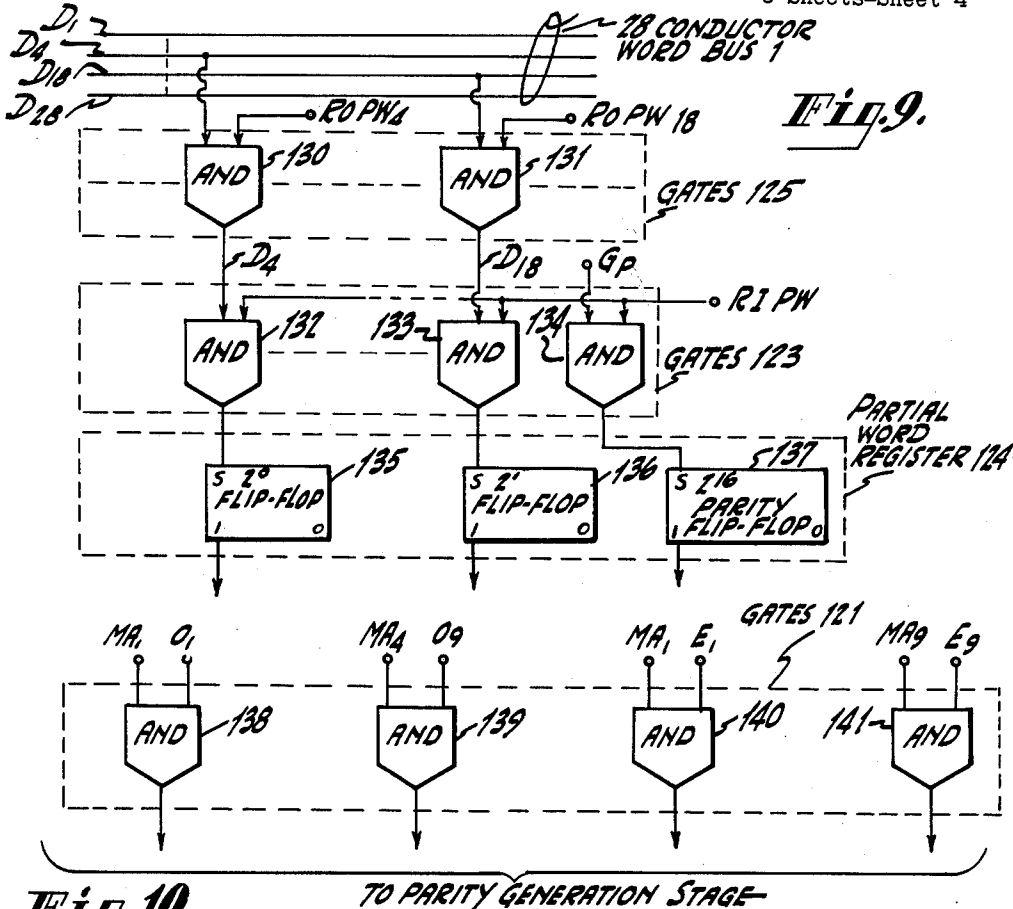 8 Sheets-Sheet 4
D1
D4
D18
D28
28 CONDUCTOR
WORD BUS 1
Fig. 9.
RO PW4
RO PW 18
AND
130
AND
131
GATES 125
D4
D18
GP
RI PW
AND
132
133
AND
134
AND
GATES 123
PARTIAL
WORD
REGISTER 124
S 2⁰
FLIP-FLOP
1 0
135
S 2¹
FLIP-FLOP
1 0
136
S 2¹⁶
PARITY
FLIP-FLOP
1 0
137
GATES 121
MA1 O1
MA4 O9
MA1 E1
MA9 E9
AND
138
AND
139
AND
140
141
AND
TO PARITY GENERATION STAGE
Fig. 10